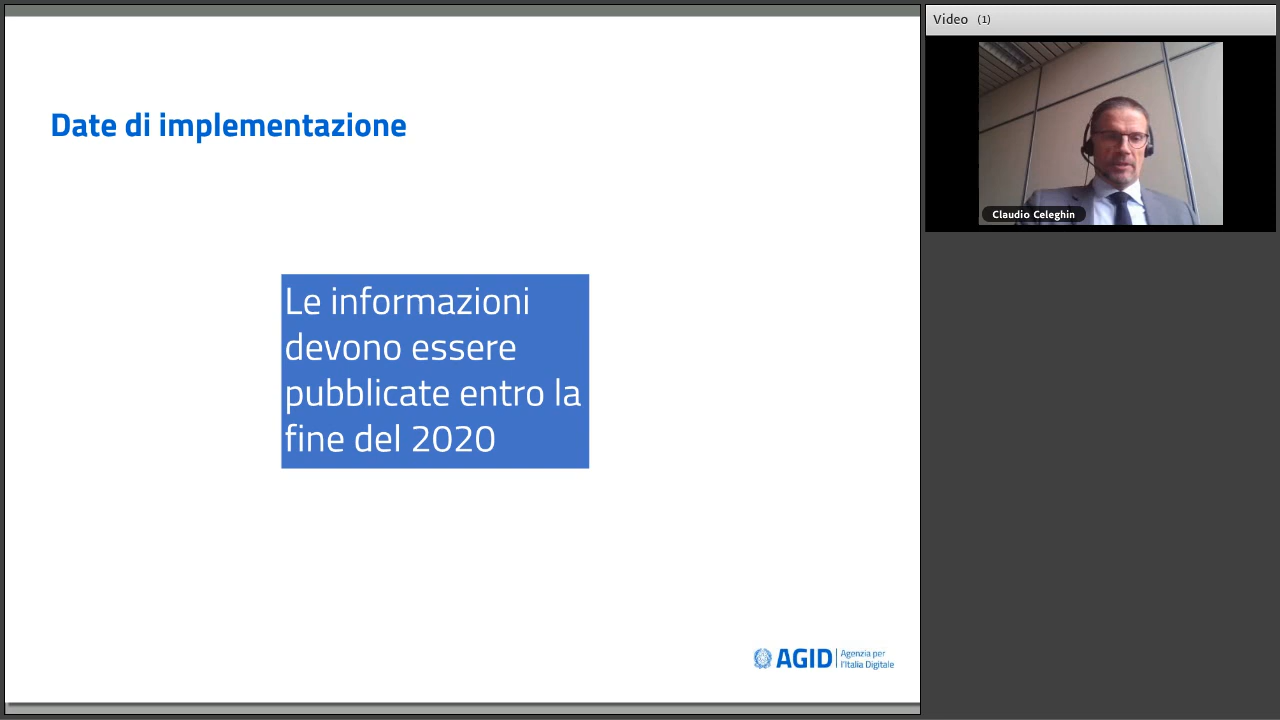 Date di implementazione
Le informazioni
devono essere
pubblicate entro la
fine del 2020
AGID
Agenzia per
l'Italia Digitale
Video (1)
Claudio Celeghin